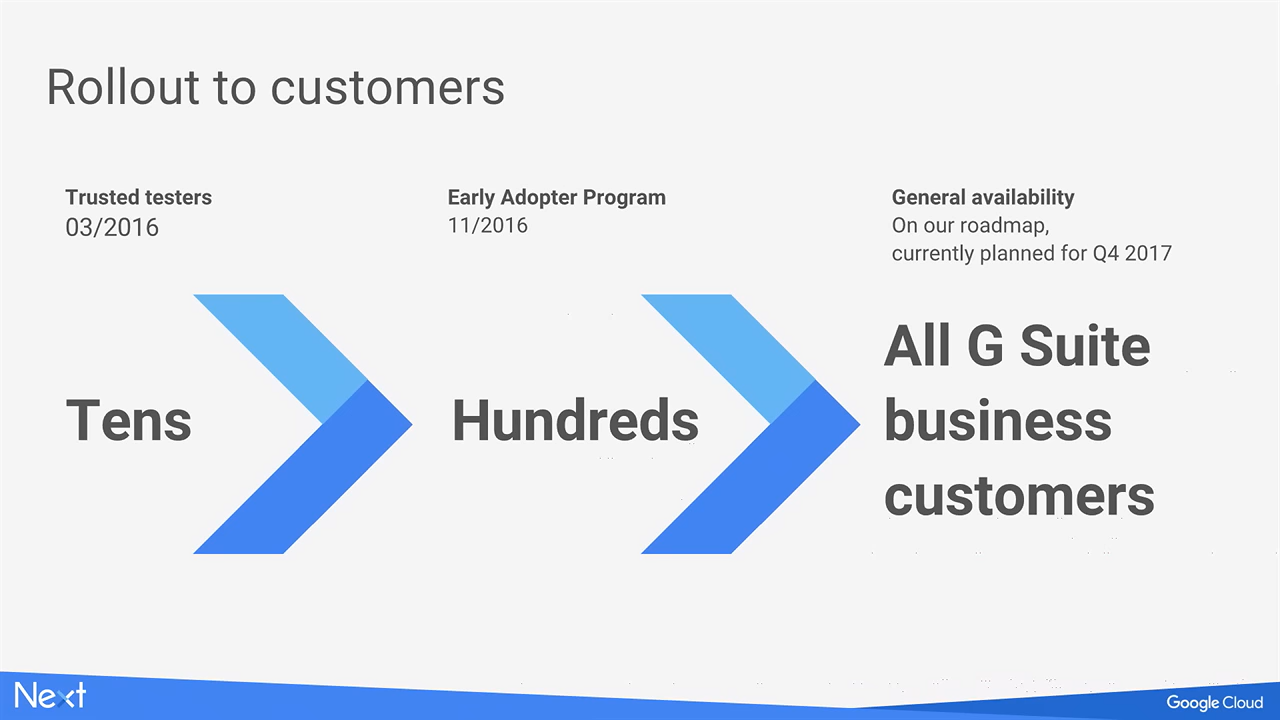 Rollout to customers
Trusted testers
03/2016
Early Adopter Program
11/2016
General availability
On our roadmap,
currently planned for Q4 2017
Tens
Hundreds
All G Suite
business
customers
Next
Google Cloud